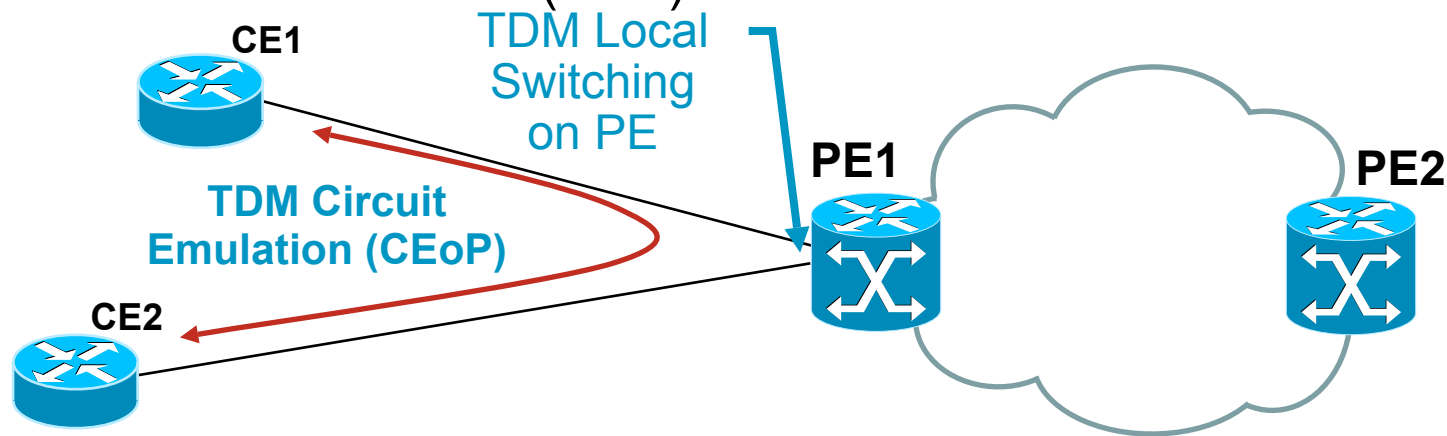 CE1
TDM Local
Switching
on PE
PE1
PE2
TDM Circuit
Emulation (CEoP)
CE2